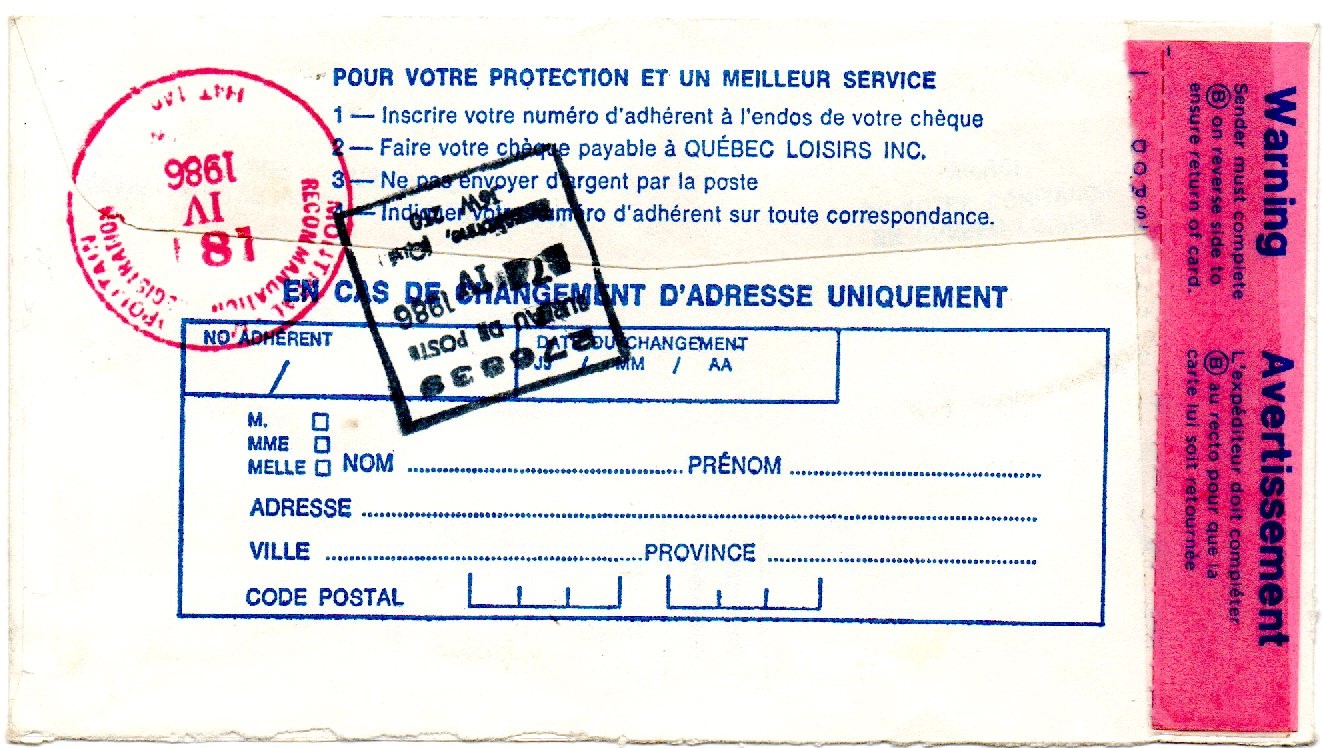 POUR VOTRE PROTECTION ET UN MEILLEUR SERVICE
1 — Inscrire votre numéro d'adhérent à l'endos de votre chèque
2 — Faire votre chèque payable à QUÉBEC LOISIRS INC.
3 — Ne pas envoyer d'argent par la poste
4 — Indiquer votre numéro d'adhérent sur toute correspondance.
EN CAS DE CHANGEMENT D'ADRESSE UNIQUEMENT
NO ADHÉRENT
/
DATE DU CHANGEMENT
JJ / MM / AA
M. □
MME □
MELLE □ NOM PRÉNOM
ADRESSE
VILLE PROVINCE
CODE POSTAL
H4T 1A0
1986
IV
18
RECOMMANDATION
276839
BUREAU DE POSTE
1986
IV
J6W
Warning
Sender must complete
Ⓑ on reverse side to
ensure return of card.
Avertissement
L'expéditeur doit compléter
Ⓑ au recto pour que la
carte lui soit retournée